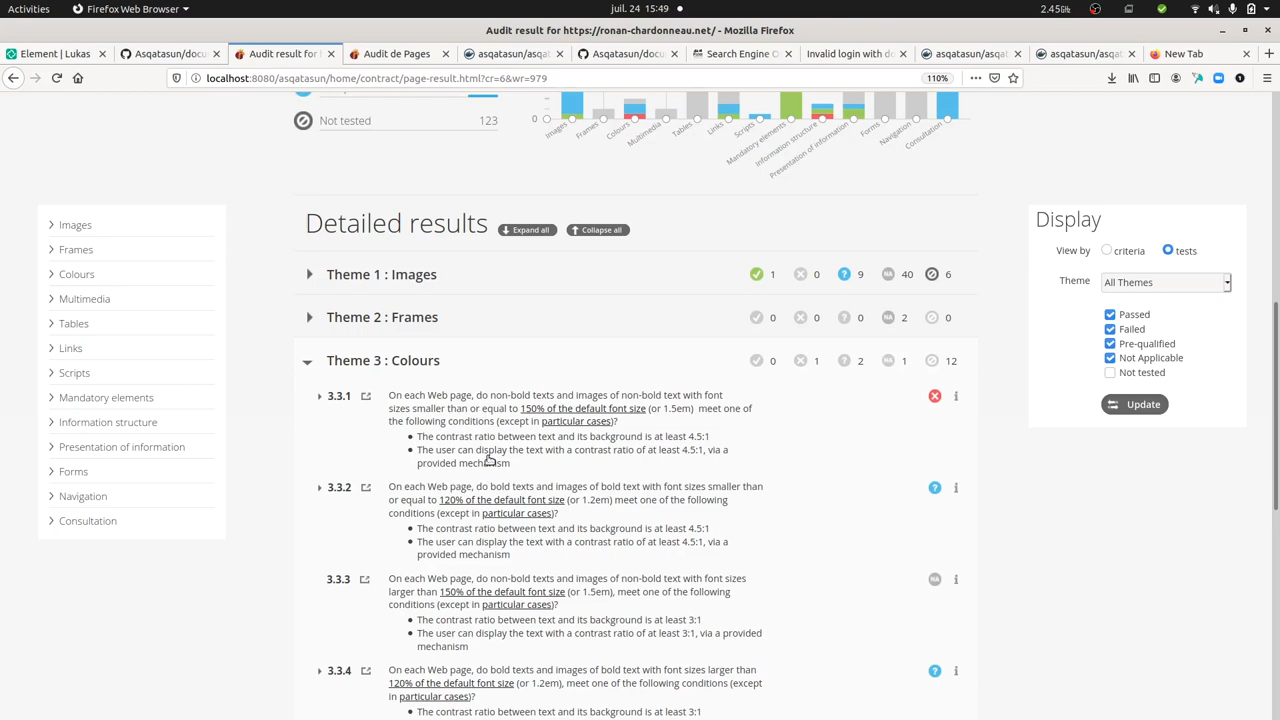 Activities
Firefox Web Browser
juil. 24 15:49
2.45GHz
Audit result for https://ronan-chardonneau.net/ - Mozilla Firefox
Element | Lukas
Asqatasun/docu
Audit result for h
Audit de Pages
asqatasun/asqat
Asqatasun/docu
Search Engine O
Invalid login with do
asqatasun/asqat
asqatasun/asqat
New Tab
localhost:8080/asqatasun/home/contract/page-result.html?cr=6&wr=979
110%
Not tested 123
0
Images
Frames
Colours
Multimedia
Tables
Links
Scripts
Mandatory elements
Information structure
Presentation of information
Forms
Navigation
Consultation
Images
Frames
Colours
Multimedia
Tables
Links
Scripts
Mandatory elements
Information structure
Presentation of information
Forms
Navigation
Consultation
Detailed results Expand all Collapse all
Theme 1 : Images 1 0 ? 9 NA 40 6
Theme 2 : Frames 0 0 ? 0 NA 2 0
Theme 3 : Colours 0 1 ? 2 NA 1 12
3.3.1 On each Web page, do non-bold texts and images of non-bold text with font
sizes smaller than or equal to 150% of the default font size (or 1.5em) meet one of
the following conditions (except in particular cases)?
The contrast ratio between text and its background is at least 4.5:1
The user can display the text with a contrast ratio of at least 4.5:1, via a
provided mechanism
3.3.2 On each Web page, do bold texts and images of bold text with font sizes smaller than ?
or equal to 120% of the default font size (or 1.2em) meet one of the following
conditions (except in particular cases)?
The contrast ratio between text and its background is at least 4.5:1
The user can display the text with a contrast ratio of at least 4.5:1, via a
provided mechanism
3.3.3 On each Web page, do non-bold texts and images of non-bold text with font sizes NA
larger than 150% of the default font size (or 1.5em), meet one of the following
conditions (except in particular cases)?
The contrast ratio between text and its background is at least 3:1
The user can display the text with a contrast ratio of at least 3:1, via a provided
mechanism
3.3.4 On each Web page, do bold texts and images of bold text with font sizes larger than ?
120% of the default font size (or 1.2em), meet one of the following conditions (except
in particular cases)?
The contrast ratio between text and its background is at least 3:1
Display
View by criteria tests
Theme All Themes
Passed
Failed
Pre-qualified
Not Applicable
Not tested
Update